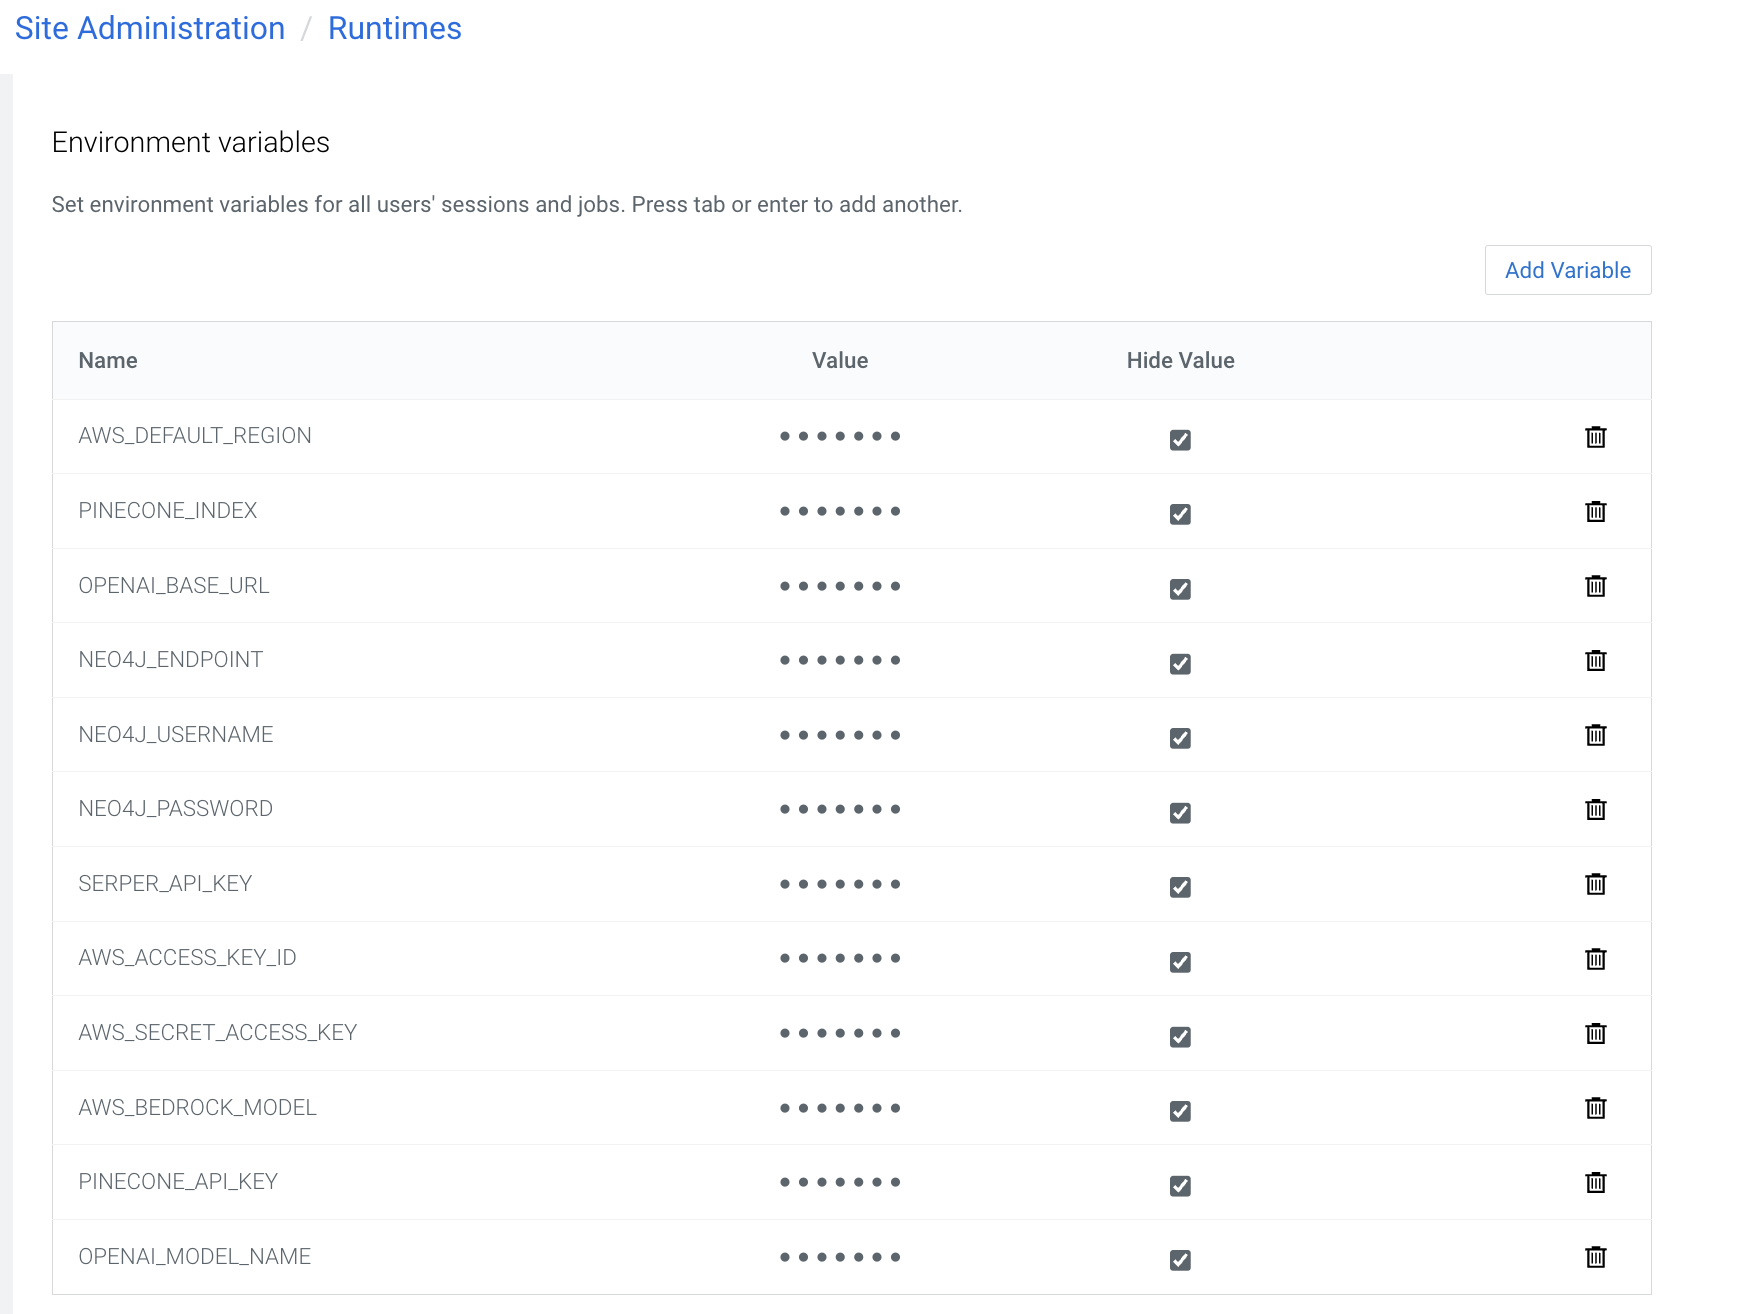 Site Administration / Runtimes
Environment variables
Set environment variables for all users' sessions and jobs. Press tab or enter to add another.
Add Variable
Name Value Hide Value
AWS_DEFAULT_REGION •••••••
PINECONE_INDEX •••••••
OPENAI_BASE_URL •••••••
NEO4J_ENDPOINT •••••••
NEO4J_USERNAME •••••••
NEO4J_PASSWORD •••••••
SERPER_API_KEY •••••••
AWS_ACCESS_KEY_ID •••••••
AWS_SECRET_ACCESS_KEY •••••••
AWS_BEDROCK_MODEL •••••••
PINECONE_API_KEY •••••••
OPENAI_MODEL_NAME •••••••